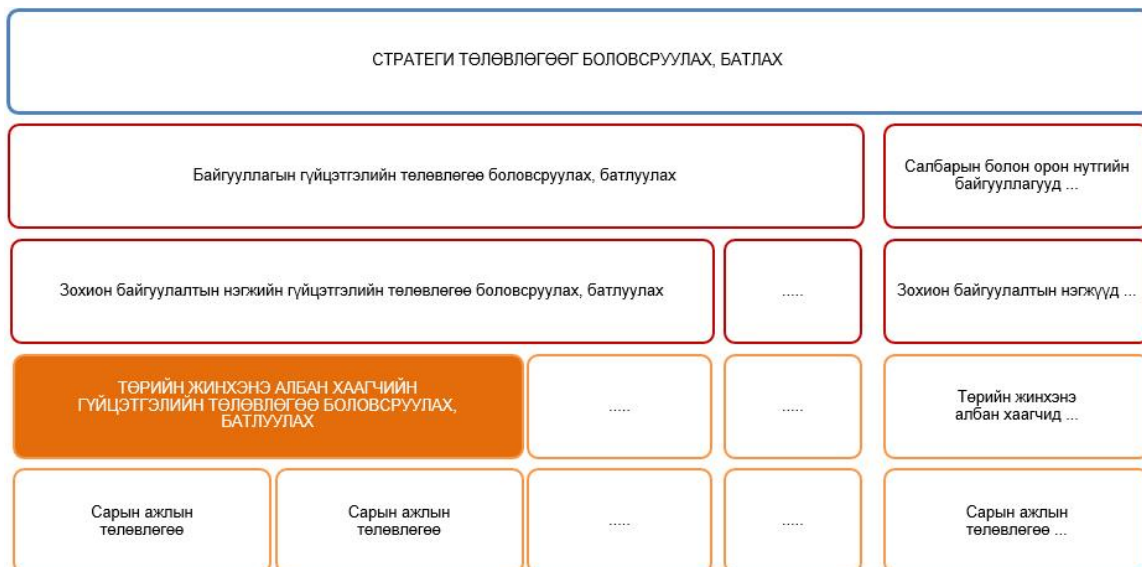 СТРАТЕГИ ТӨЛӨВЛӨГӨӨГ БОЛОВСРУУЛАХ, БАТЛАХ
Байгууллагын гүйцэтгэлийн төлөвлөгөө боловсруулах, батлуулах
Салбарын болон орон нутгийн
байгууллагууд ...
Зохион байгуулалтын нэгжийн гүйцэтгэлийн төлөвлөгөө боловсруулах, батлуулах
.....
Зохион байгуулалтын нэгжүүд ...
ТӨРИЙН ЖИНХЭНЭ АЛБАН ХААГЧИЙН
ГҮЙЦЭТГЭЛИЙН ТӨЛӨВЛӨГӨӨ БОЛОВСРУУЛАХ,
БАТЛУУЛАХ
.....
.....
Төрийн жинхэнэ
албан хаагчид ...
Сарын ажлын
төлөвлөгөө
Сарын ажлын
төлөвлөгөө
.....
.....
Сарын ажлын
төлөвлөгөө ...